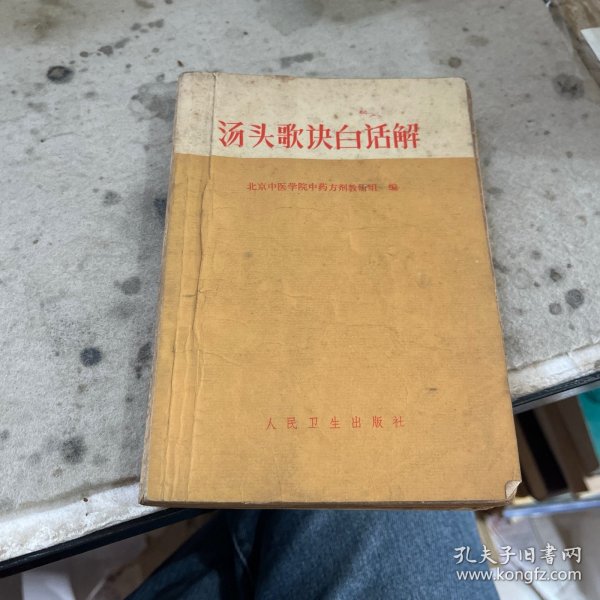 汤头歌诀白话解
北京中医学院中药方剂教研组 编
人民卫生出版社
孔夫子旧书网
www.kongfz.com